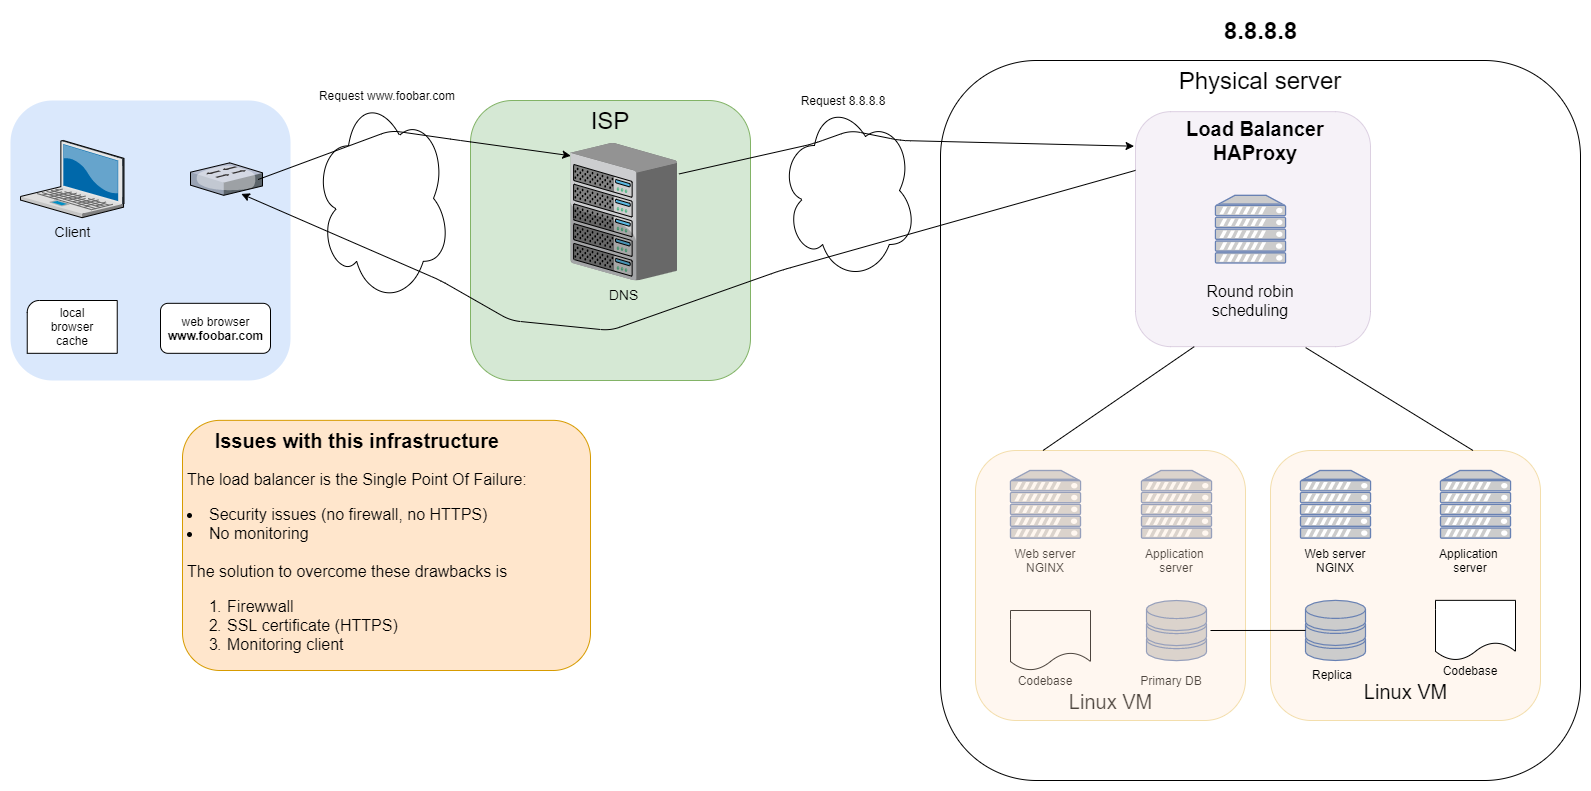 8.8.8.8
Physical server
Request www.foobar.com
Request 8.8.8.8
ISP
Load Balancer
HAProxy
Client
DNS
Round robin
scheduling
local
browser
cache
web browser
www.foobar.com
Issues with this infrastructure
The load balancer is the Single Point Of Failure:
• Security issues (no firewall, no HTTPS)
• No monitoring
The solution to overcome these drawbacks is
1. Firewwall
2. SSL certificate (HTTPS)
3. Monitoring client
Web server
NGINX
Application
server
Codebase
Primary DB
Linux VM
Web server
NGINX
Application
server
Replica
Codebase
Linux VM